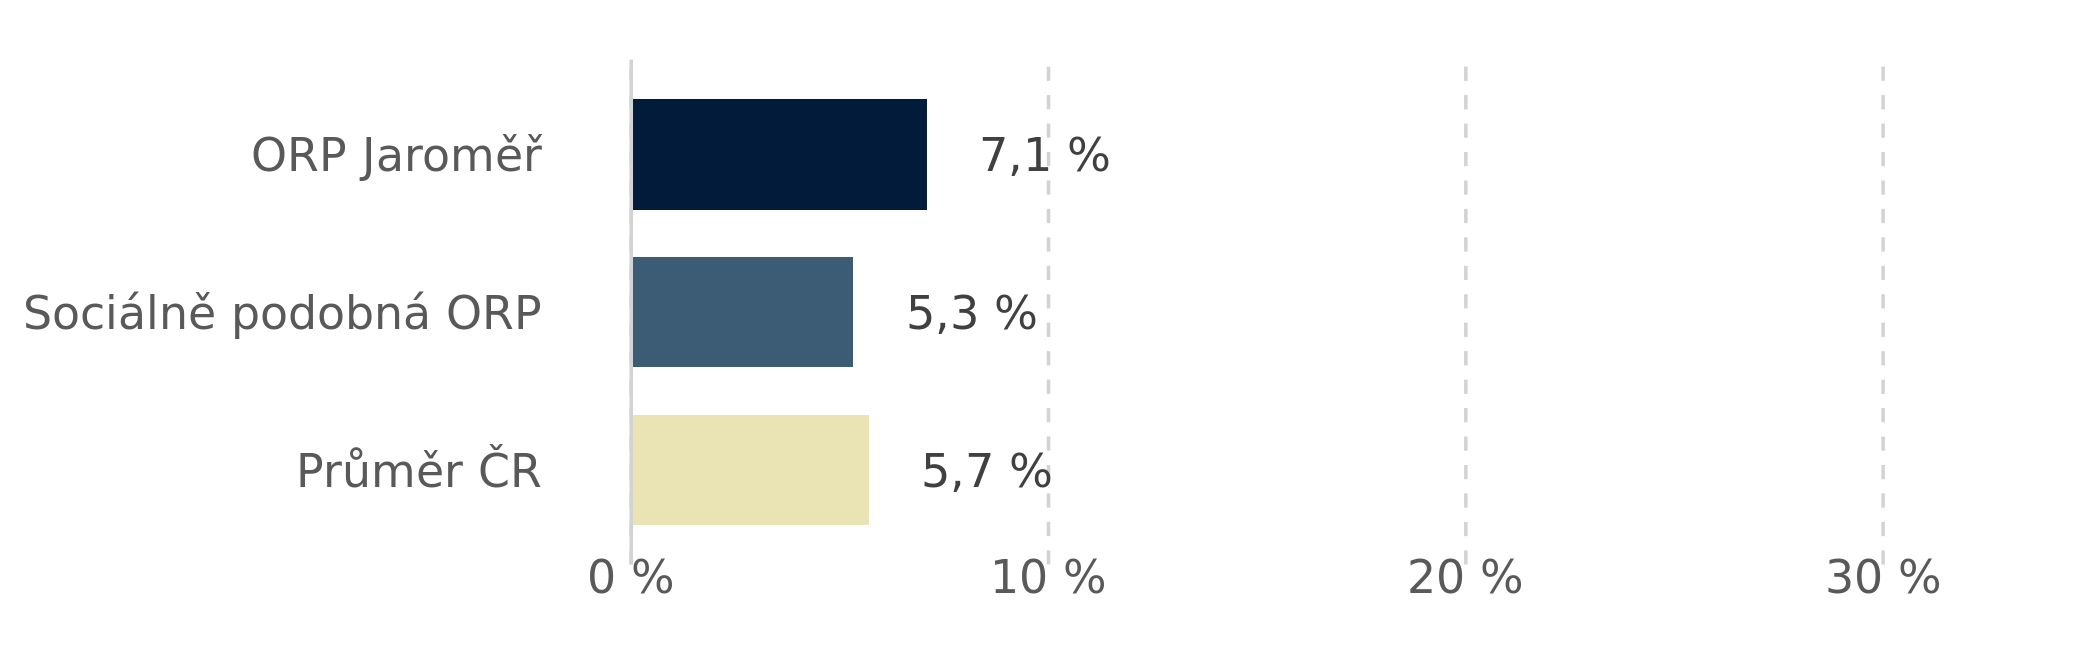 ORP Jaroměř 7,1 %
Sociálně podobná ORP 5,3 %
Průměr ČR 5,7 %
0 % 10 % 20 % 30 %